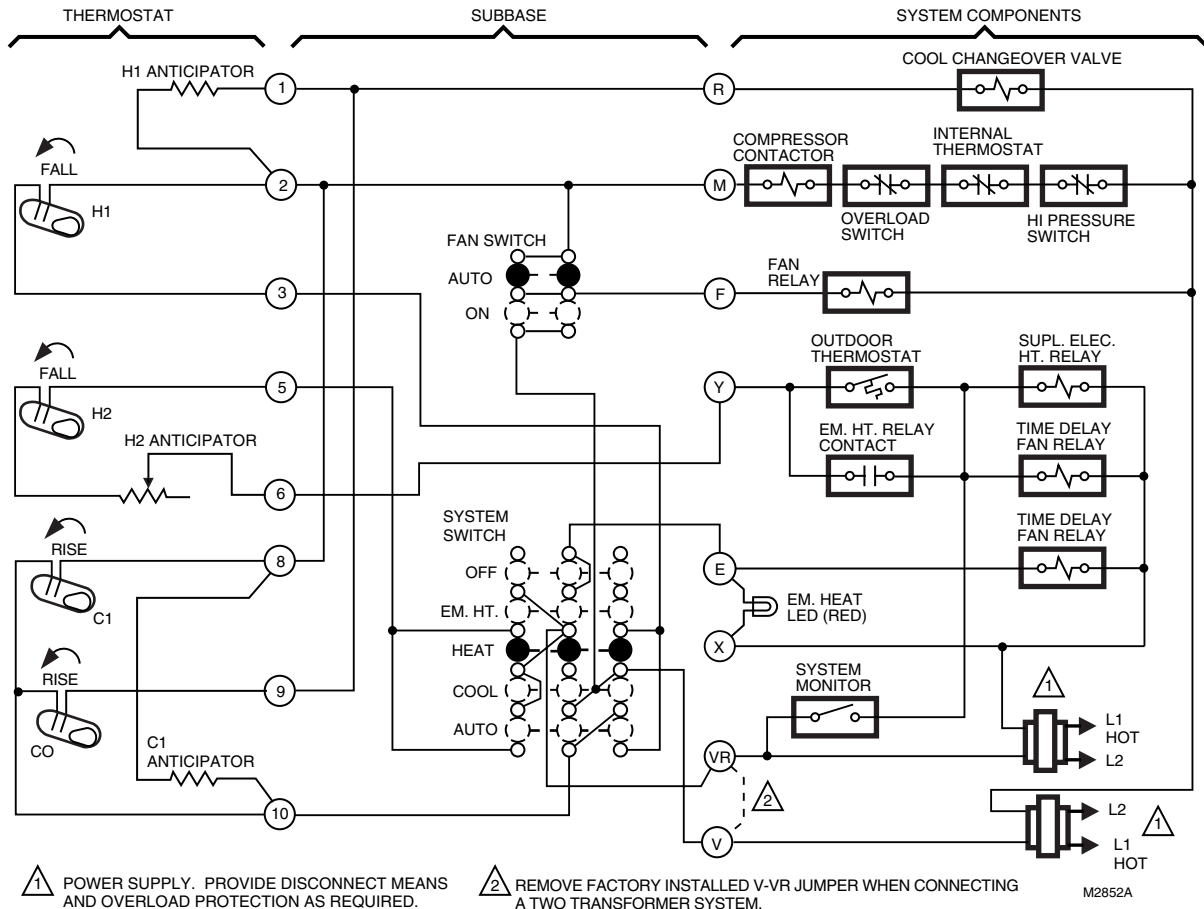 THERMOSTAT
SUBBASE
SYSTEM COMPONENTS
H1 ANTICIPATOR
1
R
COOL CHANGEOVER VALVE
FALL
H1
2
M
COMPRESSOR
CONTACTOR
OVERLOAD
SWITCH
INTERNAL
THERMOSTAT
HI PRESSURE
SWITCH
FAN SWITCH
AUTO
ON
3
F
FAN
RELAY
FALL
H2
5
Y
OUTDOOR
THERMOSTAT
SUPL. ELEC.
HT. RELAY
H2 ANTICIPATOR
6
EM. HT. RELAY
CONTACT
TIME DELAY
FAN RELAY
RISE
C1
8
SYSTEM
SWITCH
OFF
EM. HT.
HEAT
COOL
AUTO
E
TIME DELAY
FAN RELAY
EM. HEAT
LED (RED)
X
RISE
CO
9
SYSTEM
MONITOR
1
L1
HOT
L2
C1
ANTICIPATOR
10
VR
2
V
L2
1
L1
HOT
1 POWER SUPPLY. PROVIDE DISCONNECT MEANS
AND OVERLOAD PROTECTION AS REQUIRED.
2 REMOVE FACTORY INSTALLED V-VR JUMPER WHEN CONNECTING
A TWO TRANSFORMER SYSTEM.
M2852A